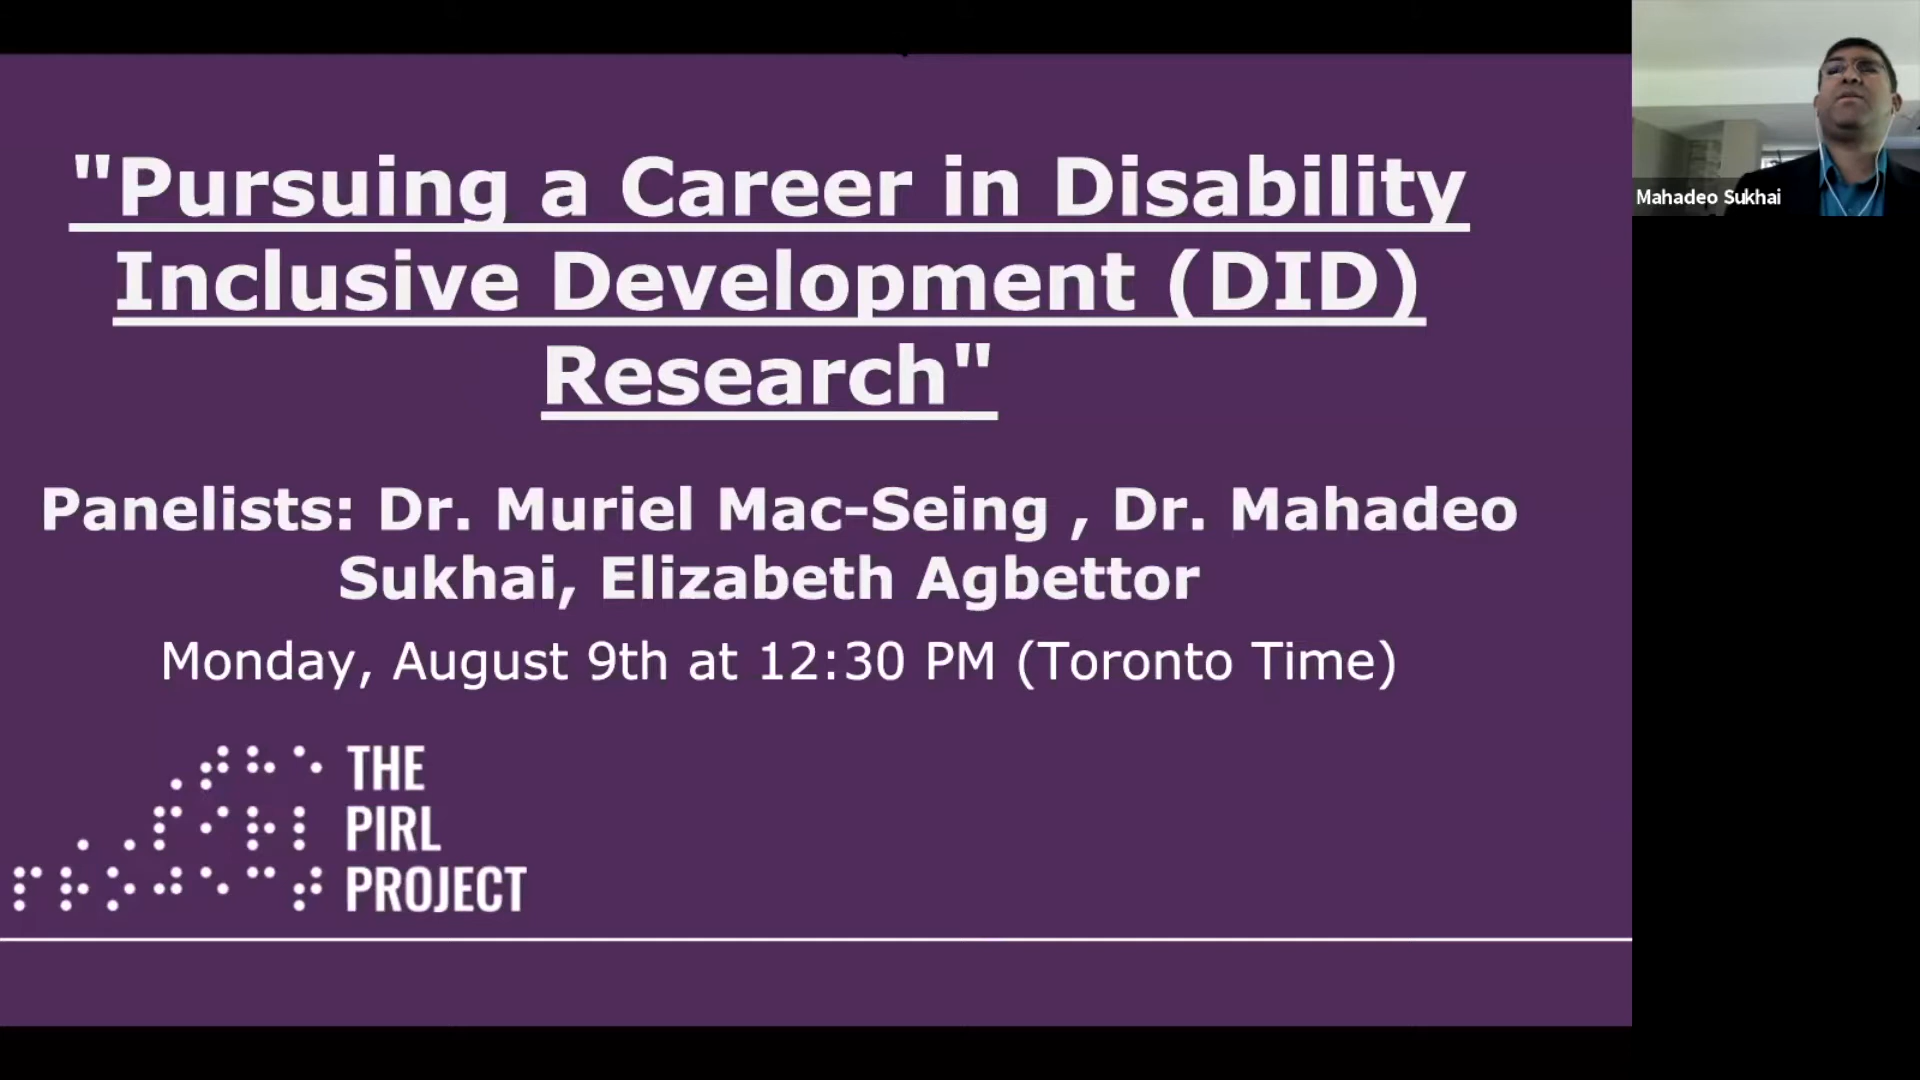 "Pursuing a Career in Disability
Inclusive Development (DID)
Research"
Panelists: Dr. Muriel Mac-Seing , Dr. Mahadeo
Sukhai, Elizabeth Agbettor
Monday, August 9th at 12:30 PM (Toronto Time)
⠠⠞⠓⠑ THE
⠠⠠⠏⠊⠗⠇ PIRL
⠏⠗⠕⠚⠑⠉⠞ PROJECT
Mahadeo Sukhai